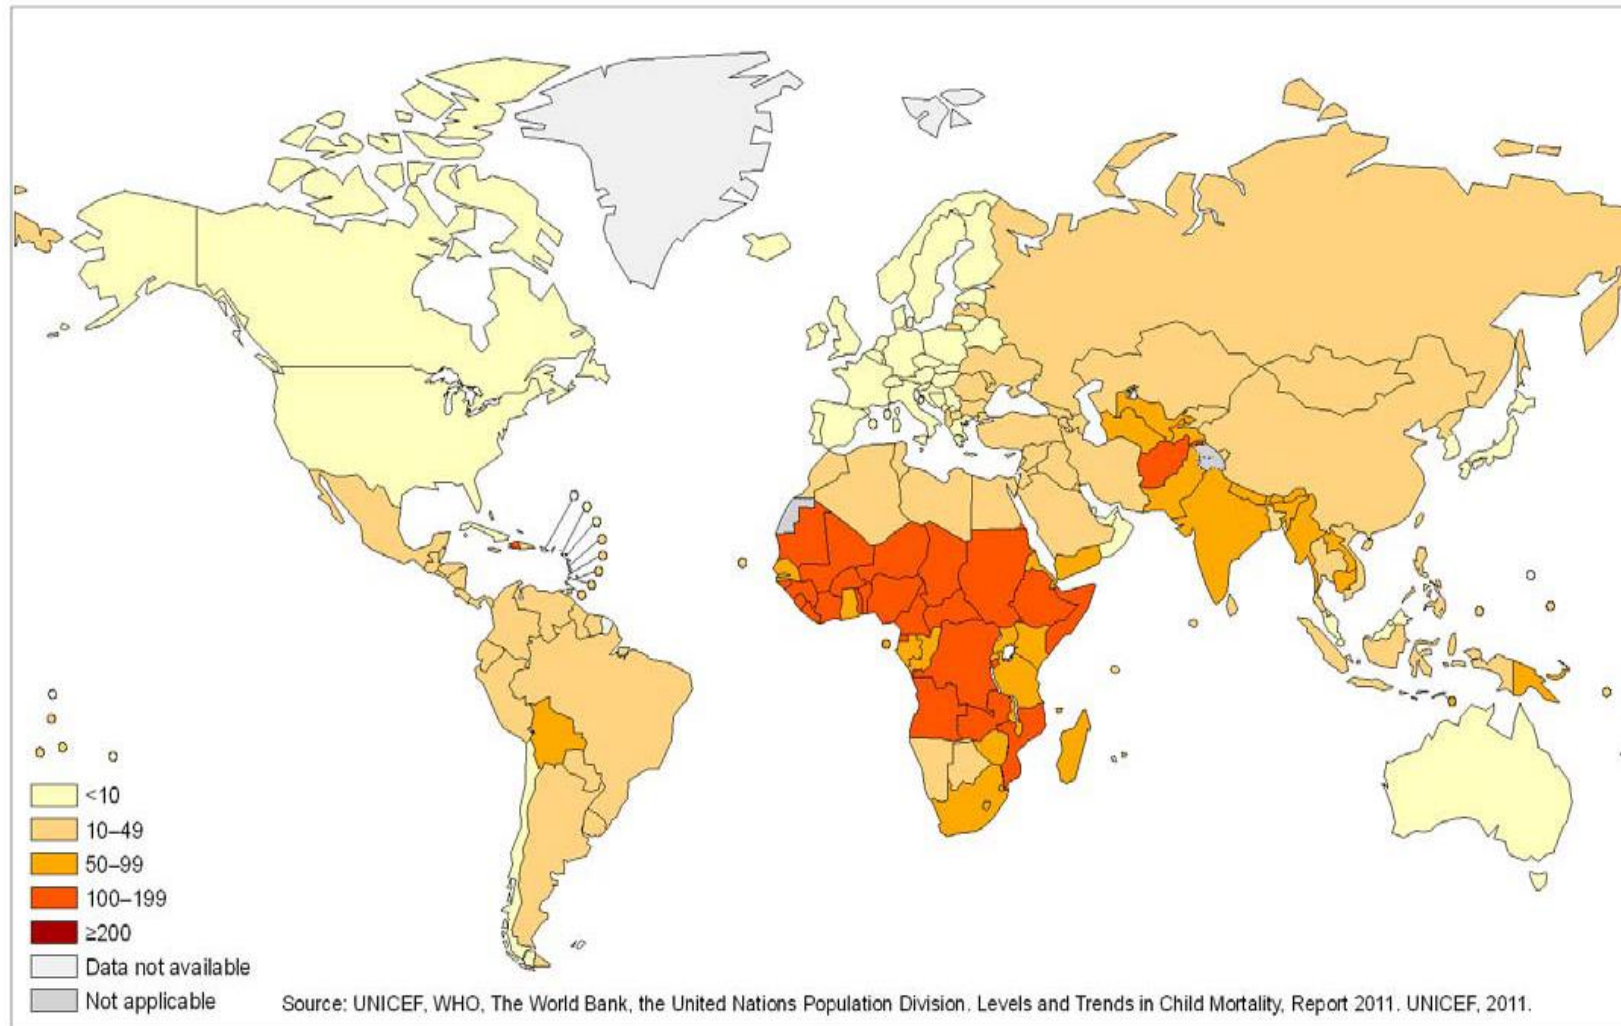 <10
10–49
50–99
100–199
≥200
Data not available
Not applicable
Source: UNICEF, WHO, The World Bank, the United Nations Population Division. Levels and Trends in Child Mortality, Report 2011. UNICEF, 2011.